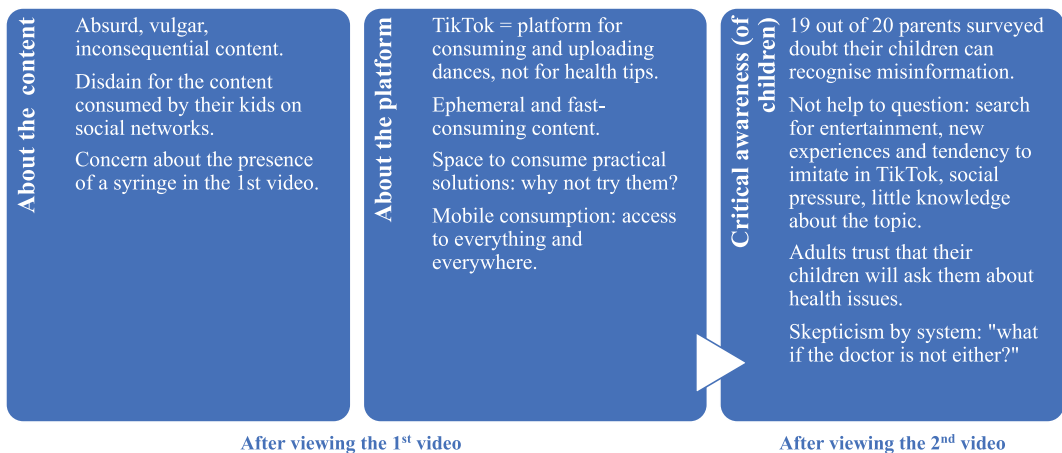 About the content
Absurd, vulgar,
inconsequential content.
Disdain for the content
consumed by their kids on
social networks.
Concern about the presence
of a syringe in the 1st video.
About the platform
TikTok = platform for
consuming and uploading
dances, not for health tips.
Ephemeral and fast-
consuming content.
Space to consume practical
solutions: why not try them?
Mobile consumption: access
to everything and
everywhere.
Critical awareness (of
children)
19 out of 20 parents surveyed
doubt their children can
recognise misinformation.
Not help to question: search
for entertainment, new
experiences and tendency to
imitate in TikTok, social
pressure, little knowledge
about the topic.
Adults trust that their
children will ask them about
health issues.
Skepticism by system: "what
if the doctor is not either?"
After viewing the 1st video
After viewing the 2nd video